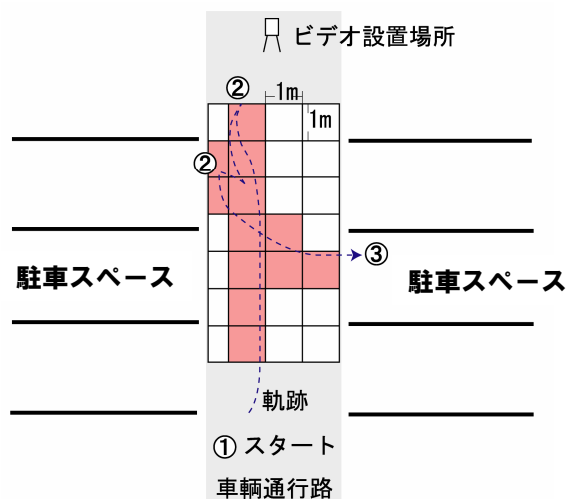 ビデオ設置場所
②
1m
1m
②
③
駐車スペース
駐車スペース
軌跡
①スタート
車輌通行路